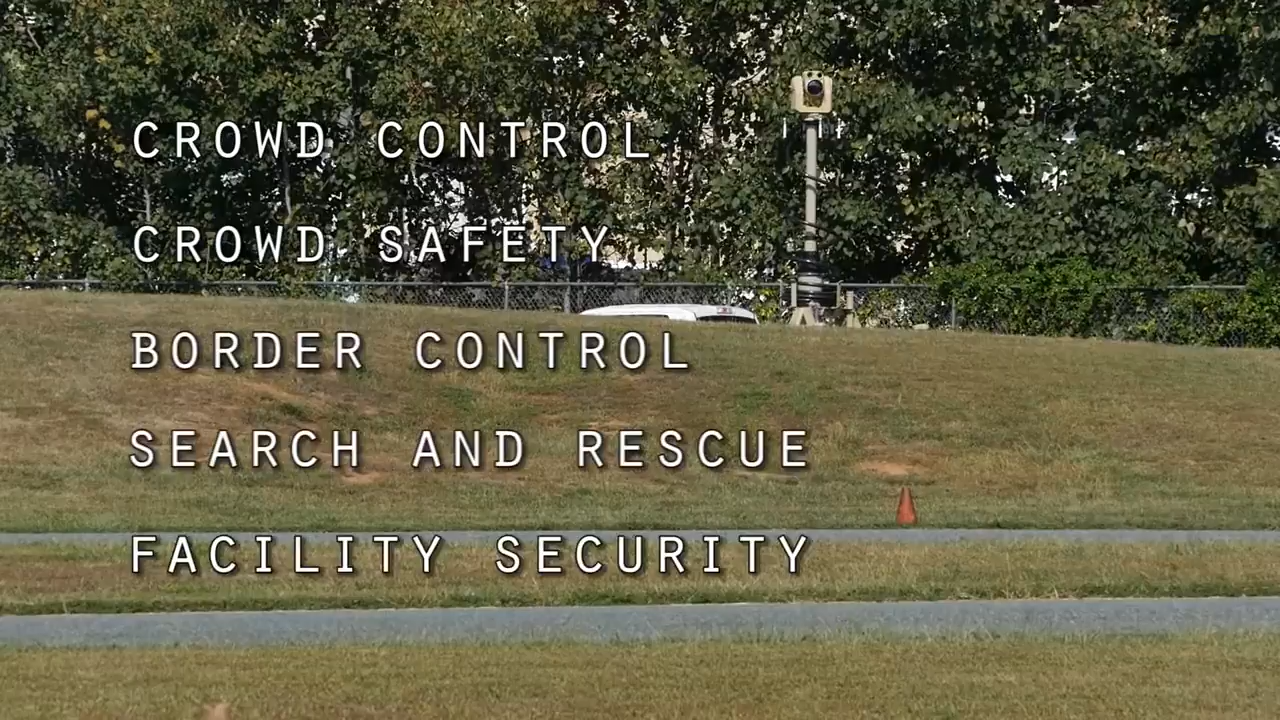 CROWD CONTROL
CROWD SAFETY
BORDER CONTROL
SEARCH AND RESCUE
FACILITY SECURITY